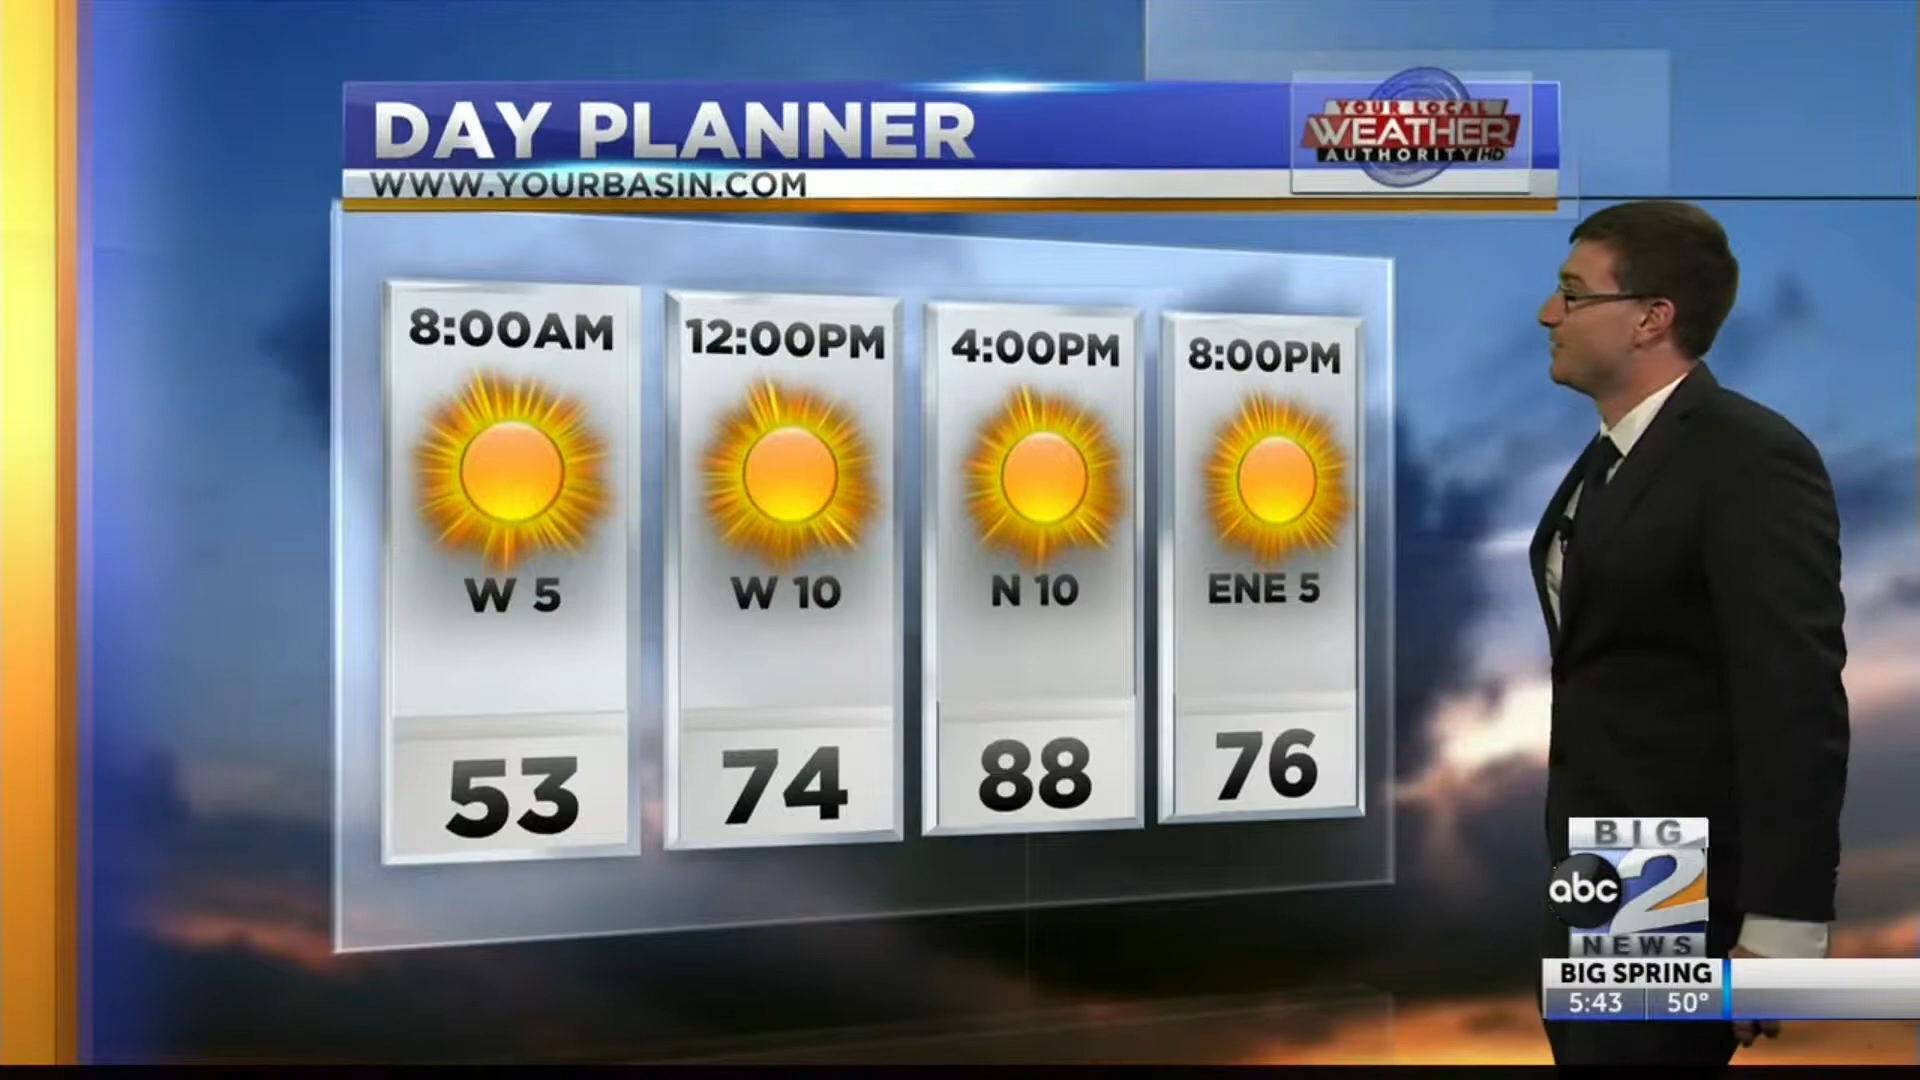 DAY PLANNER
WWW.YOURBASIN.COM
YOUR LOCAL
WEATHER
AUTHORITY HD
8:00AM
W 5
53
12:00PM
W 10
74
4:00PM
N 10
88
8:00PM
ENE 5
76
BIG
abc 2
NEWS
BIG SPRING
5:43 50°